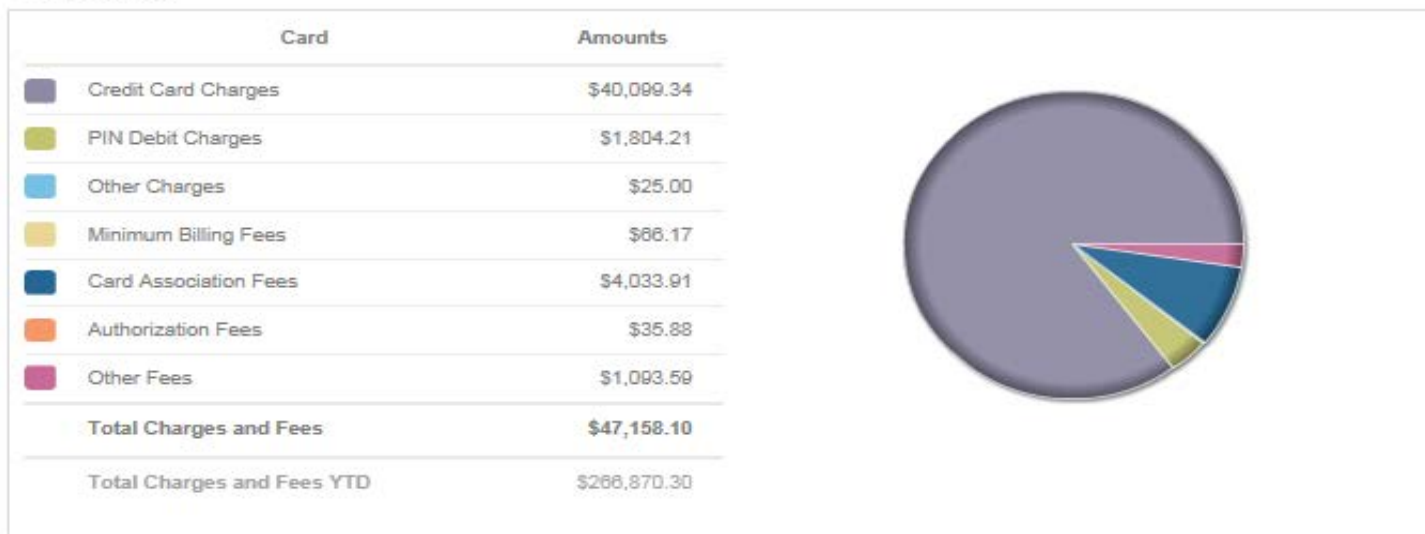 Card Amounts
Credit Card Charges $40,099.34
PIN Debit Charges $1,804.21
Other Charges $25.00
Minimum Billing Fees $66.17
Card Association Fees $4,033.91
Authorization Fees $35.88
Other Fees $1,093.59
Total Charges and Fees $47,158.10
Total Charges and Fees YTD $266,870.30